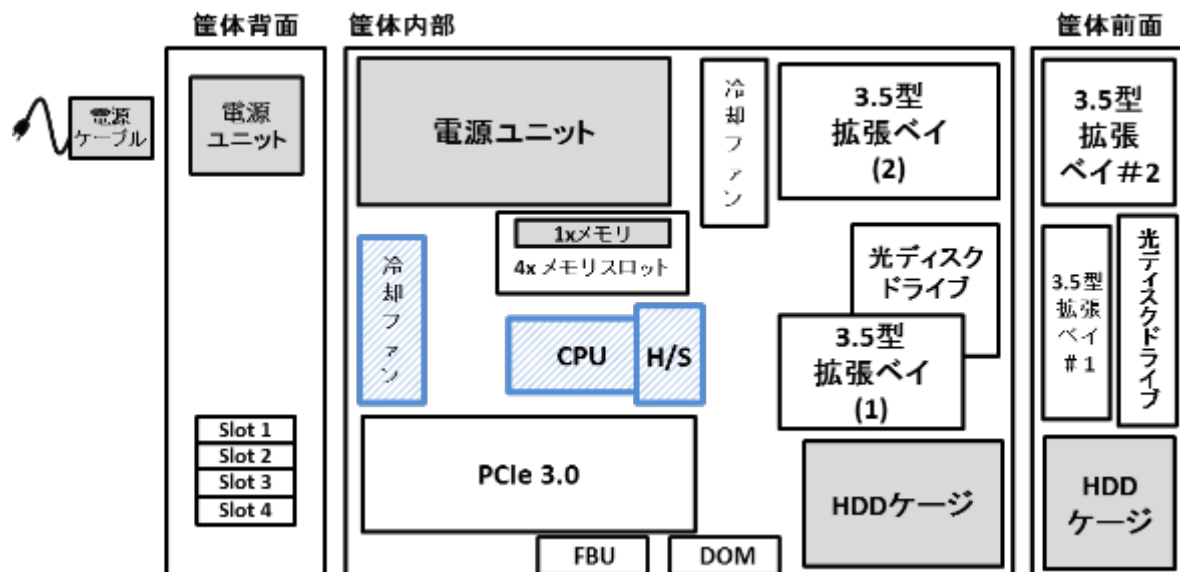 筐体背面
筐体内部
筐体前面
電源
ケーブル
電源
ユニット
Slot 1
Slot 2
Slot 3
Slot 4
電源ユニット
冷却ファン
3.5型
拡張ベイ
(2)
1xメモリ
4x メモリスロット
冷却ファン
CPU
H/S
光ディスク
ドライブ
3.5型
拡張ベイ
(1)
PCIe 3.0
HDDケージ
FBU
DOM
3.5型
拡張
ベイ#2
3.5型
拡張
ベイ
#1
光ディスクドライブ
HDD
ケージ